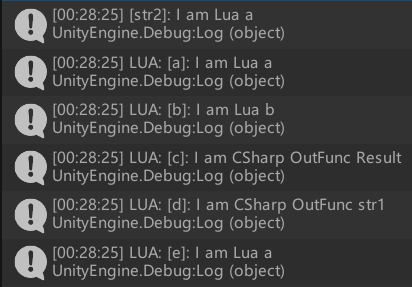 [00:28:25] [str2]: I am Lua a
UnityEngine.Debug:Log (object)
[00:28:25] LUA: [a]: I am Lua a
UnityEngine.Debug:Log (object)
[00:28:25] LUA: [b]: I am Lua b
UnityEngine.Debug:Log (object)
[00:28:25] LUA: [c]: I am CSharp OutFunc Result
UnityEngine.Debug:Log (object)
[00:28:25] LUA: [d]: I am CSharp OutFunc str1
UnityEngine.Debug:Log (object)
[00:28:25] LUA: [e]: I am Lua a
UnityEngine.Debug:Log (object)